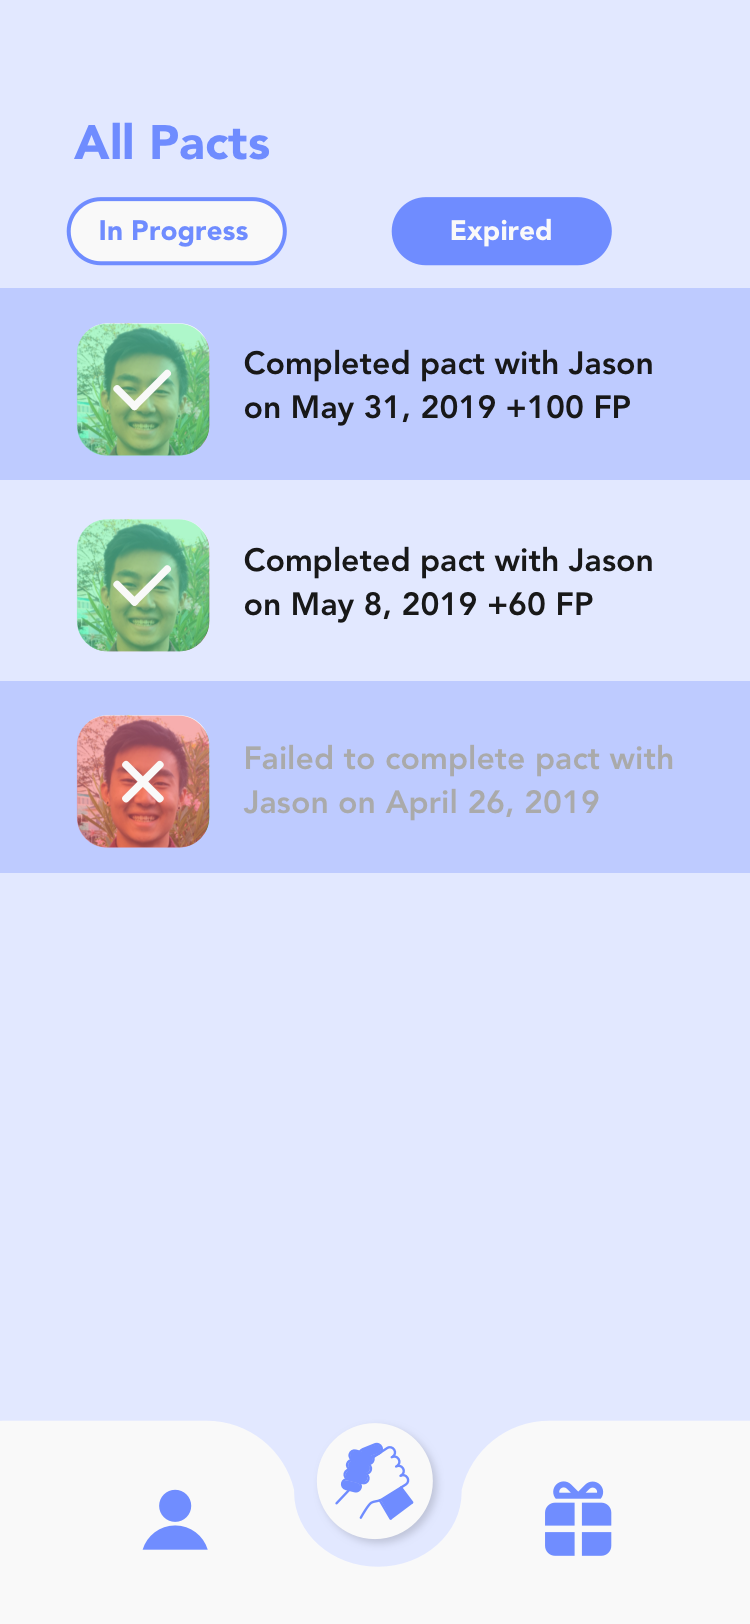 All Pacts
In Progress
Expired
Completed pact with Jason
on May 31, 2019 +100 FP
Completed pact with Jason
on May 8, 2019 +60 FP
Failed to complete pact with
Jason on April 26, 2019